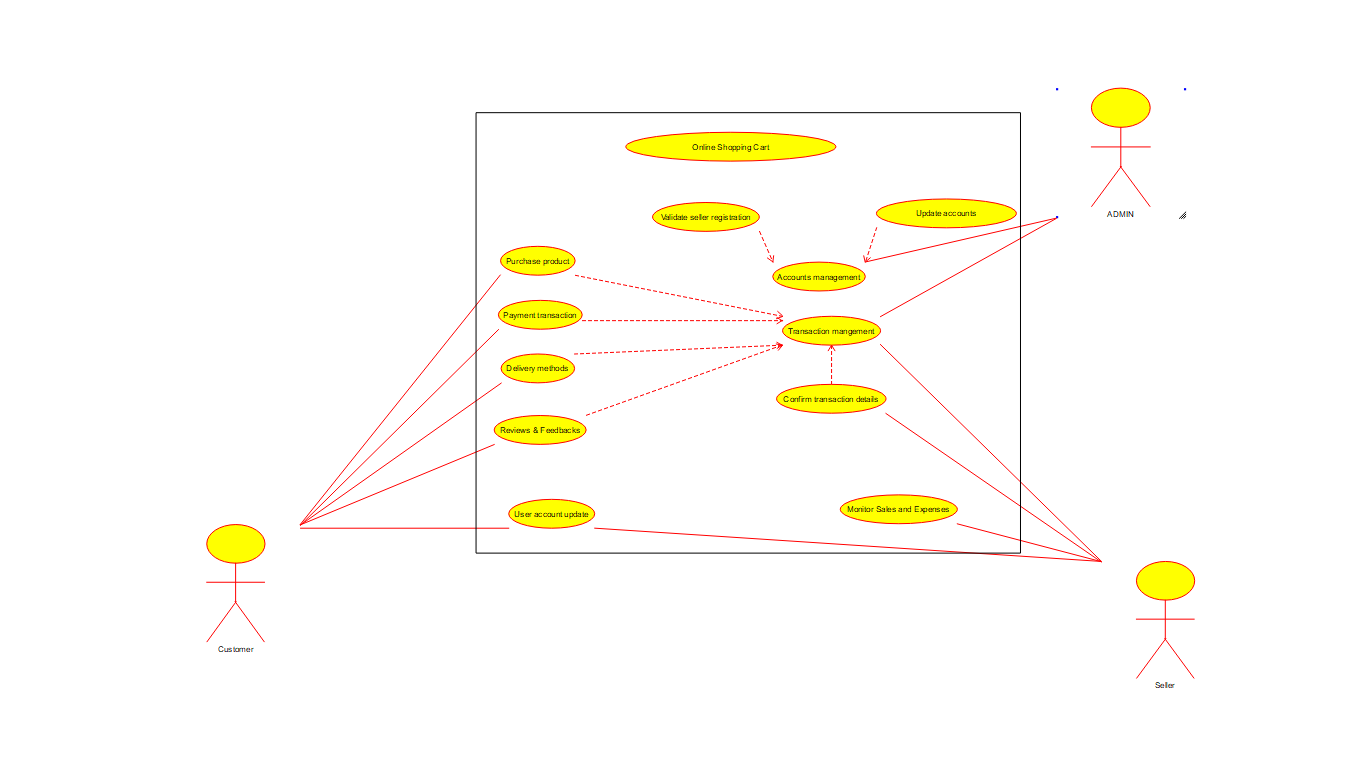 Online Shopping Cart
Validate seller registration
Update accounts
ADMIN
Purchase product
Accounts management
Payment transaction
Transaction mangement
Delivery methods
Confirm transaction details
Reviews & Feedbacks
User account update
Monitor Sales and Expenses
Customer
Seller